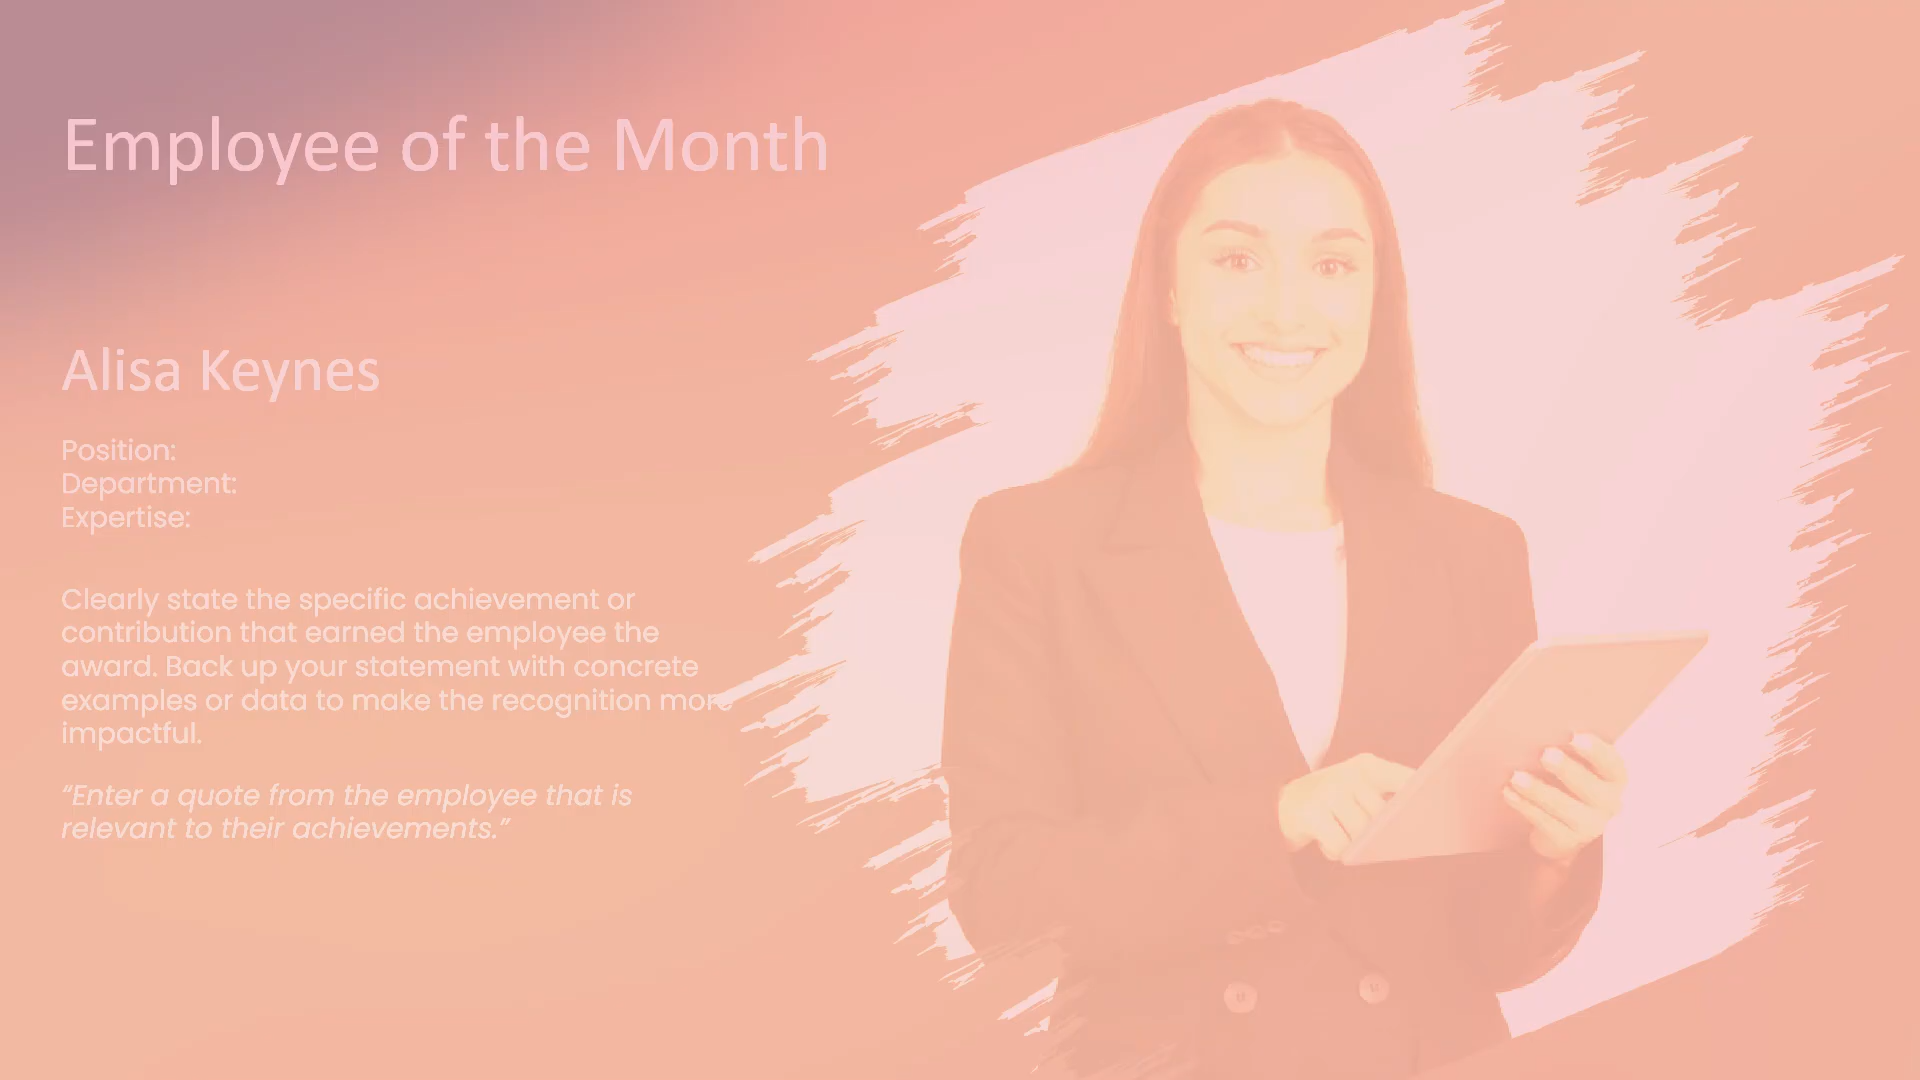 Employee of the Month
Alisa Keynes
Position:
Department:
Expertise:
Clearly state the specific achievement or
contribution that earned the employee the
award. Back up your statement with concrete
examples or data to make the recognition more
impactful.
“Enter a quote from the employee that is
relevant to their achievements.”